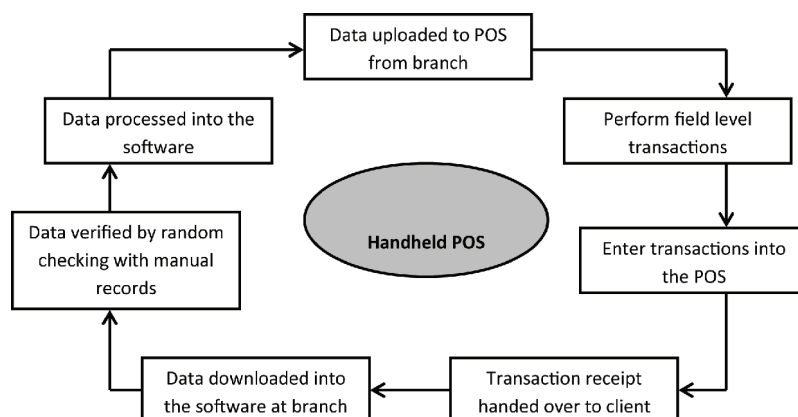 Data uploaded to POS
from branch
Perform field level
transactions
Enter transactions into
the POS
Transaction receipt
handed over to client
Data downloaded into
the software at branch
Data verified by random
checking with manual
records
Data processed into the
software
Handheld POS